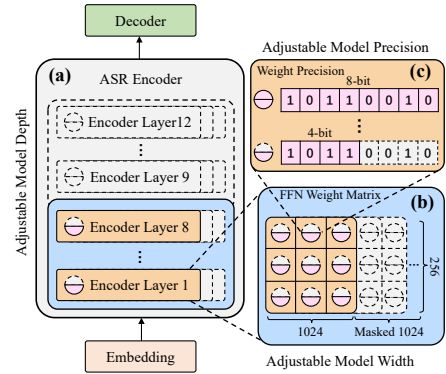 Decoder
Adjustable Model Precision
(a)
ASR Encoder
Weight Precision
(c)
8-bit
1 0 1 1 0 0 1 0
4-bit
1 0 1 1 0 0 1 0
Encoder Layer12
Encoder Layer 9
Adjustable Model Depth
FFN Weight Matrix
(b)
Encoder Layer 8
Encoder Layer 1
256
1024
Masked 1024
Embedding
Adjustable Model Width